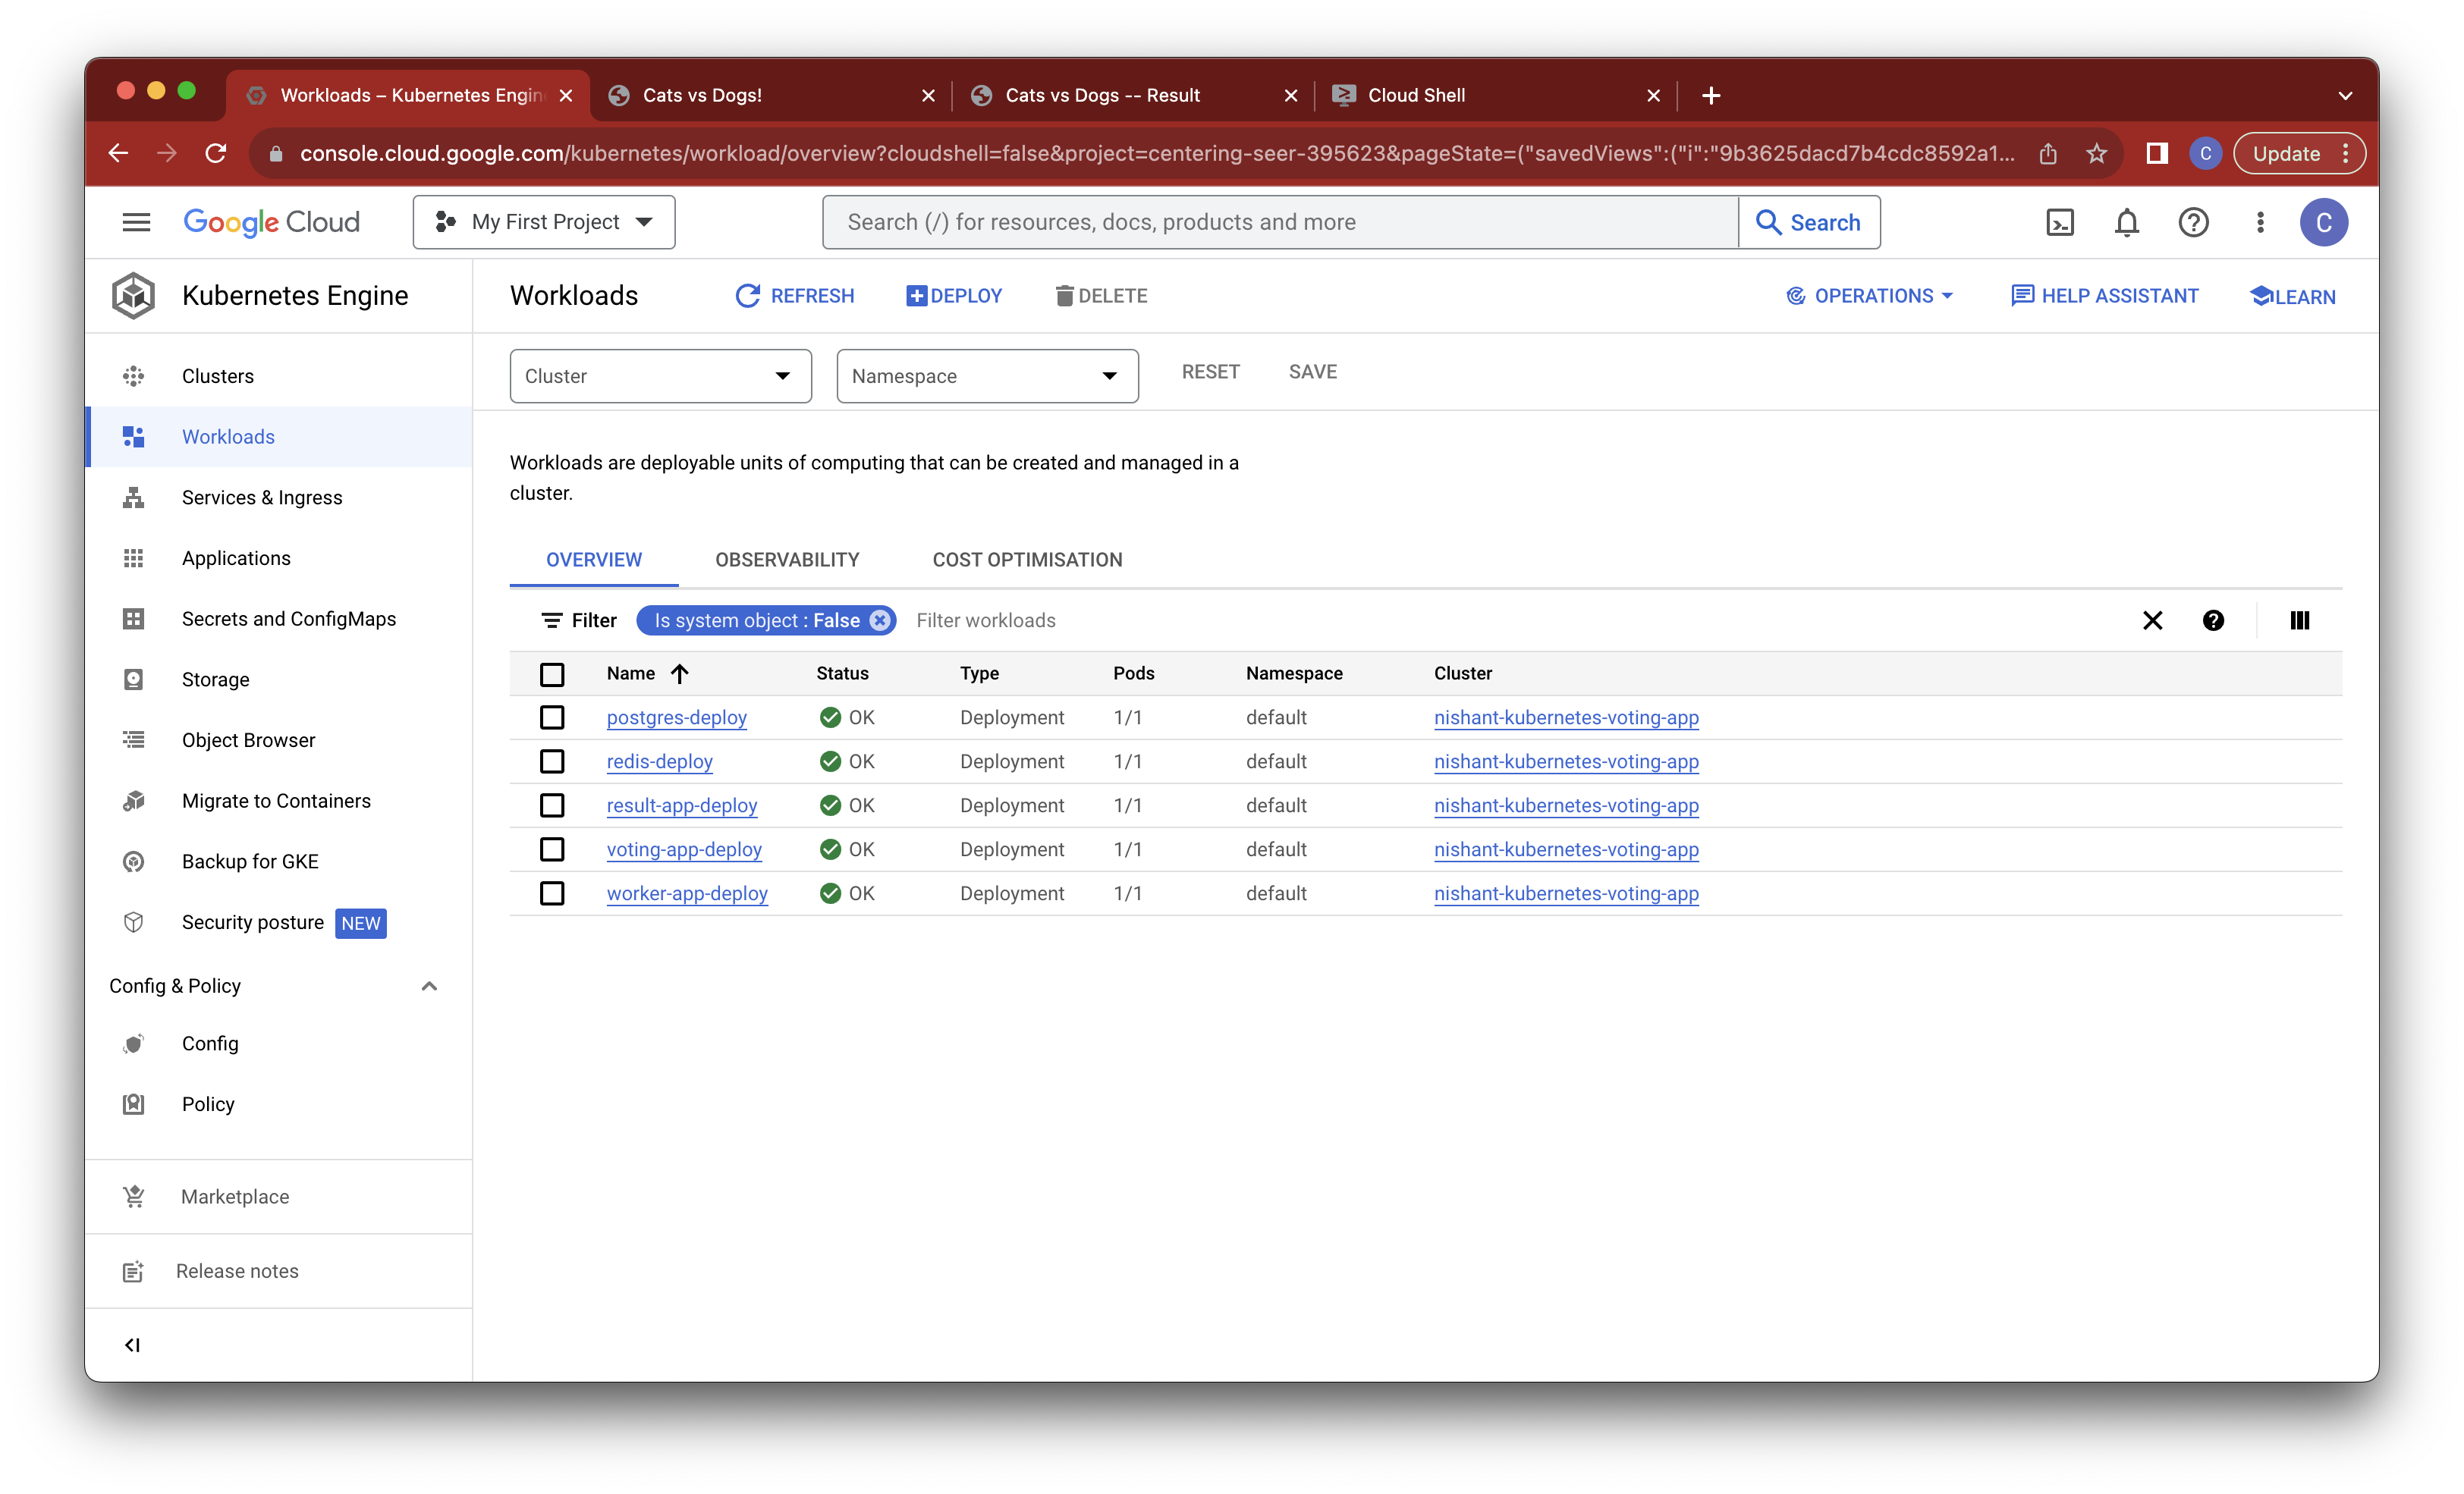 Workloads – Kubernetes Engin
Cats vs Dogs!
Cats vs Dogs -- Result
Cloud Shell
console.cloud.google.com/kubernetes/workload/overview?cloudshell=false&project=centering-seer-395623&pageState=("savedViews":("i":"9b3625dacd7b4cdc8592a1...
C
Update
Google Cloud
My First Project
Search (/) for resources, docs, products and more
Search
C
Kubernetes Engine
Workloads
REFRESH
DEPLOY
DELETE
OPERATIONS
HELP ASSISTANT
LEARN
Clusters
Workloads
Services & Ingress
Applications
Secrets and ConfigMaps
Storage
Object Browser
Migrate to Containers
Backup for GKE
Security posture NEW
Config & Policy
Config
Policy
Marketplace
Release notes
Cluster
Namespace
RESET
SAVE
Workloads are deployable units of computing that can be created and managed in a
cluster.
OVERVIEW
OBSERVABILITY
COST OPTIMISATION
Filter
Is system object : False
Filter workloads
Name Status Type Pods Namespace Cluster
postgres-deploy OK Deployment 1/1 default nishant-kubernetes-voting-app
redis-deploy OK Deployment 1/1 default nishant-kubernetes-voting-app
result-app-deploy OK Deployment 1/1 default nishant-kubernetes-voting-app
voting-app-deploy OK Deployment 1/1 default nishant-kubernetes-voting-app
worker-app-deploy OK Deployment 1/1 default nishant-kubernetes-voting-app